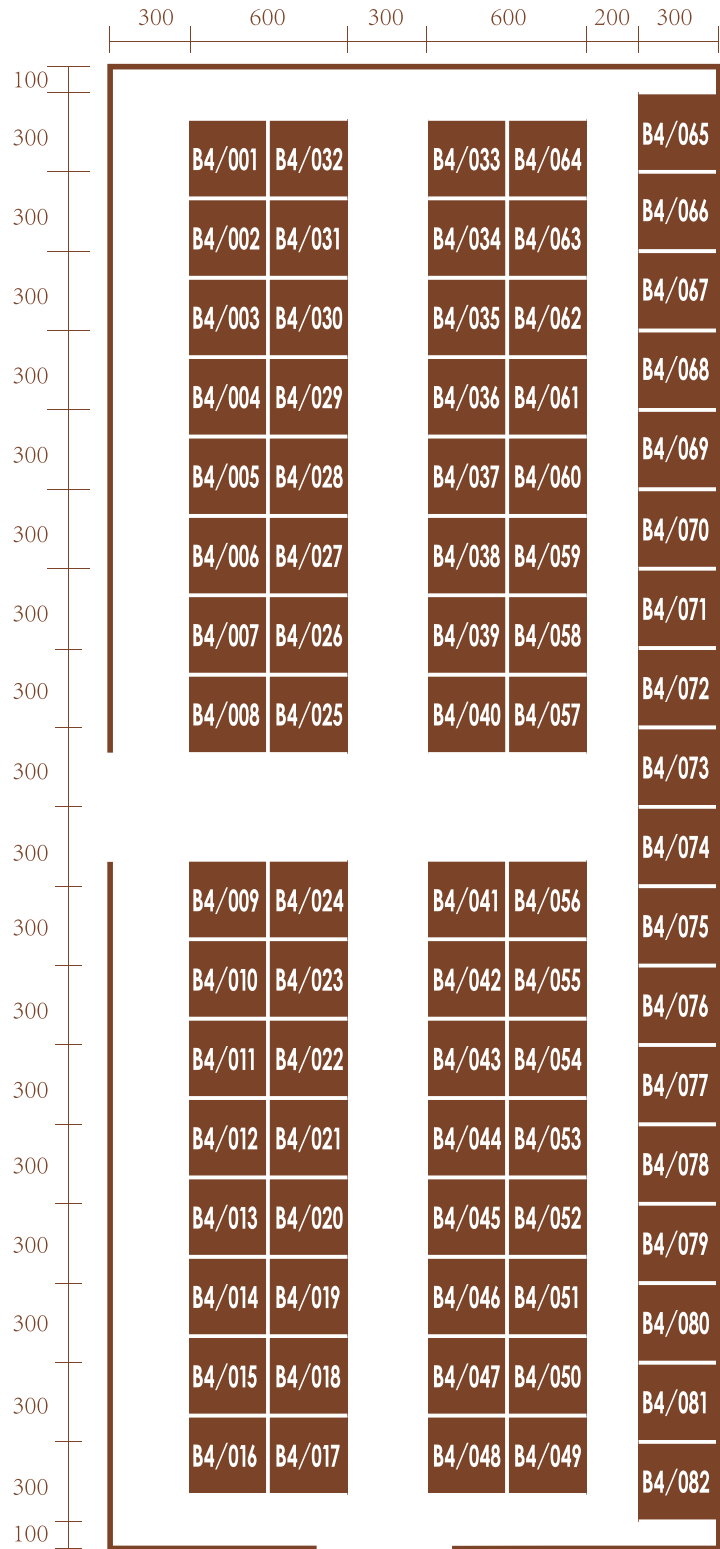 300 600 300 600 200 300
100
300 B4/065
B4/001 B4/032 B4/033 B4/064
300 B4/066
B4/002 B4/031 B4/034 B4/063
300 B4/067
B4/003 B4/030 B4/035 B4/062
300 B4/068
B4/004 B4/029 B4/036 B4/061
300 B4/069
B4/005 B4/028 B4/037 B4/060
300 B4/070
B4/006 B4/027 B4/038 B4/059
300 B4/071
B4/007 B4/026 B4/039 B4/058
300 B4/072
B4/008 B4/025 B4/040 B4/057
300 B4/073
300 B4/074
B4/009 B4/024 B4/041 B4/056
300 B4/075
B4/010 B4/023 B4/042 B4/055
300 B4/076
B4/011 B4/022 B4/043 B4/054
300 B4/077
B4/012 B4/021 B4/044 B4/053
300 B4/078
B4/013 B4/020 B4/045 B4/052
300 B4/079
B4/014 B4/019 B4/046 B4/051
300 B4/080
B4/015 B4/018 B4/047 B4/050
300 B4/081
B4/016 B4/017 B4/048 B4/049
300 B4/082
100